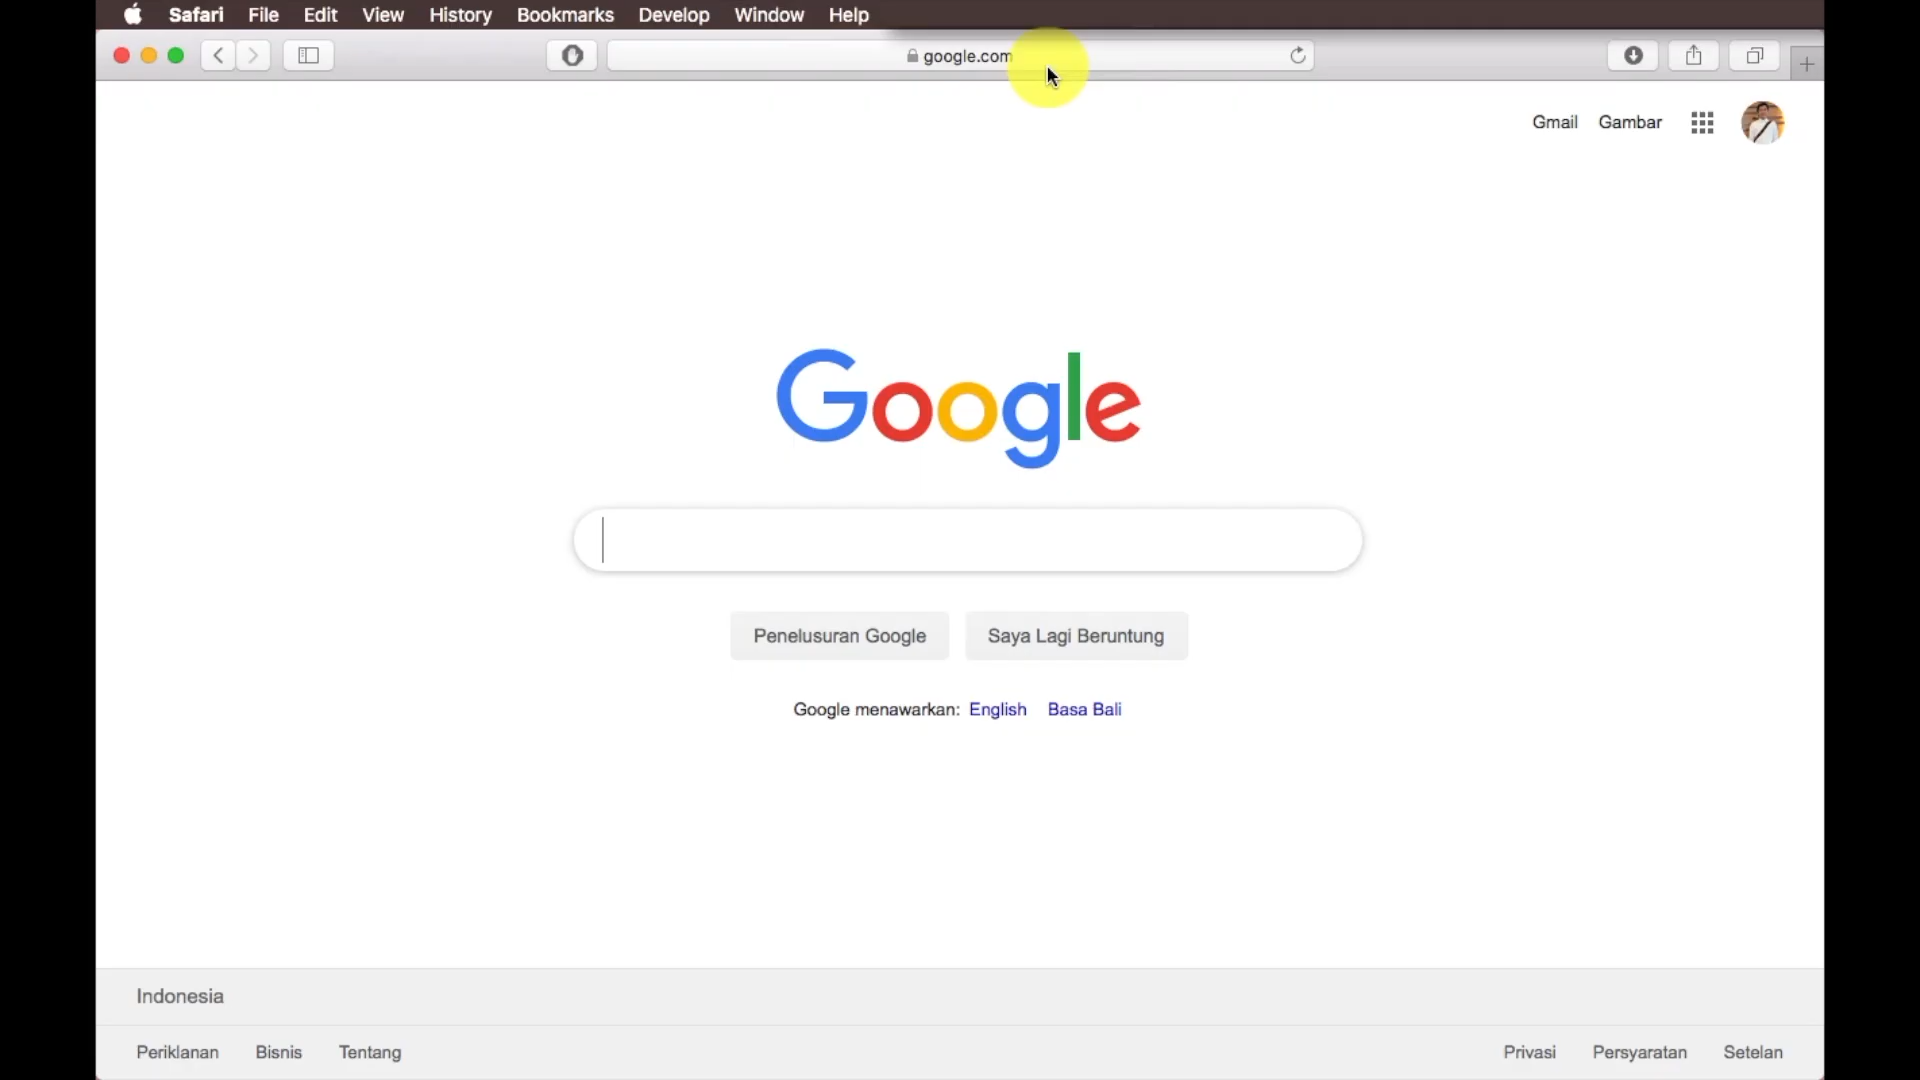 Safari File Edit View History Bookmarks Develop Window Help
google.com
Gmail Gambar
Google
Penelusuran Google Saya Lagi Beruntung
Google menawarkan: English Basa Bali
Indonesia
Periklanan Bisnis Tentang Privasi Persyaratan Setelan